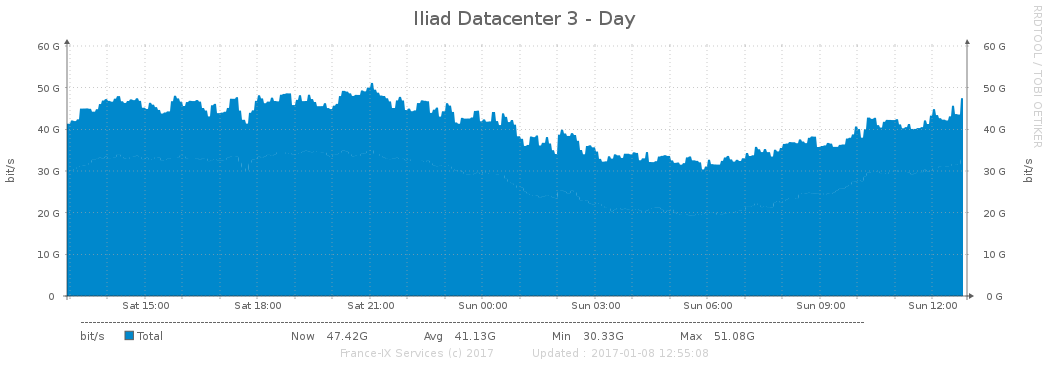 Iliad Datacenter 3 - Day
RRDTOOL / TOBI OETIKER
60 G 60 G
50 G 50 G
40 G 40 G
30 G 30 G
20 G 20 G
10 G 10 G
0 0 G
bit/s bit/s
Sat 15:00 Sat 18:00 Sat 21:00 Sun 00:00 Sun 03:00 Sun 06:00 Sun 09:00 Sun 12:00
bit/s Total Now 47.42G Avg 41.13G Min 30.33G Max 51.08G
France-IX Services (c) 2017 Updated : 2017-01-08 12:55:08